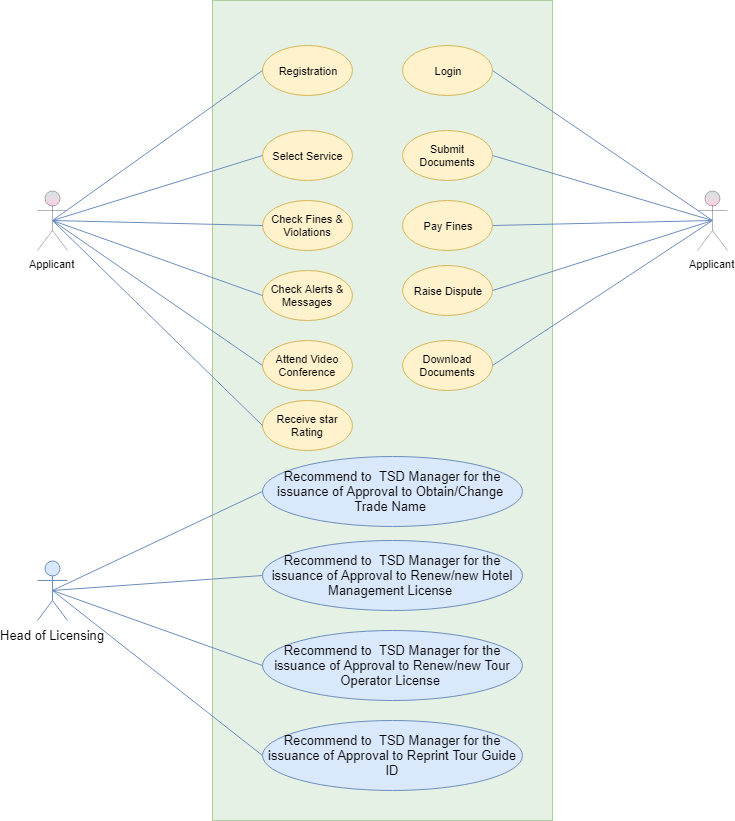 Registration
Login
Select Service
Submit
Documents
Applicant
Check Fines &
Violations
Pay Fines
Applicant
Check Alerts &
Messages
Raise Dispute
Attend Video
Conference
Download
Documents
Receive star
Rating
Recommend to  TSD Manager for the
issuance of Approval to Obtain/Change
Trade Name
Head of Licensing
Recommend to  TSD Manager for the
issuance of Approval to Renew/new Hotel
Management License
Recommend to  TSD Manager for the
issuance of Approval to Renew/new Tour
Operator License
Recommend to  TSD Manager for the
issuance of Approval to Reprint Tour Guide
ID